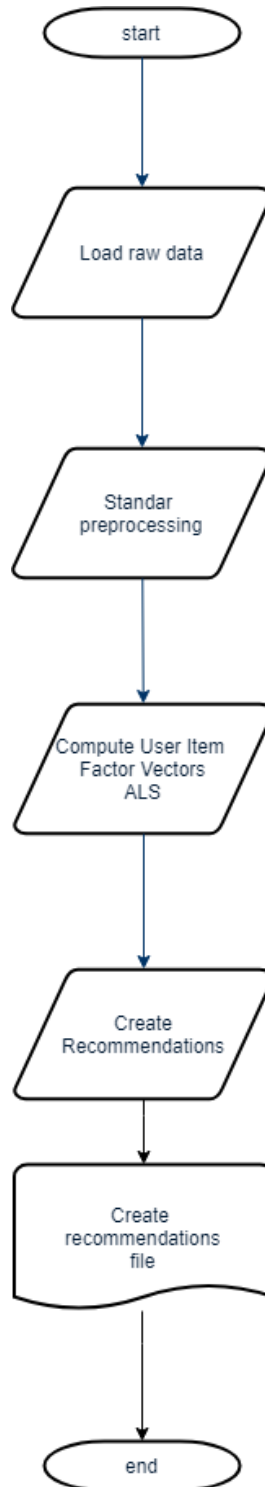 start
Load raw data
Standar
preprocessing
Compute User Item
Factor Vectors
ALS
Create
Recommendations
Create
recommendations
file
end